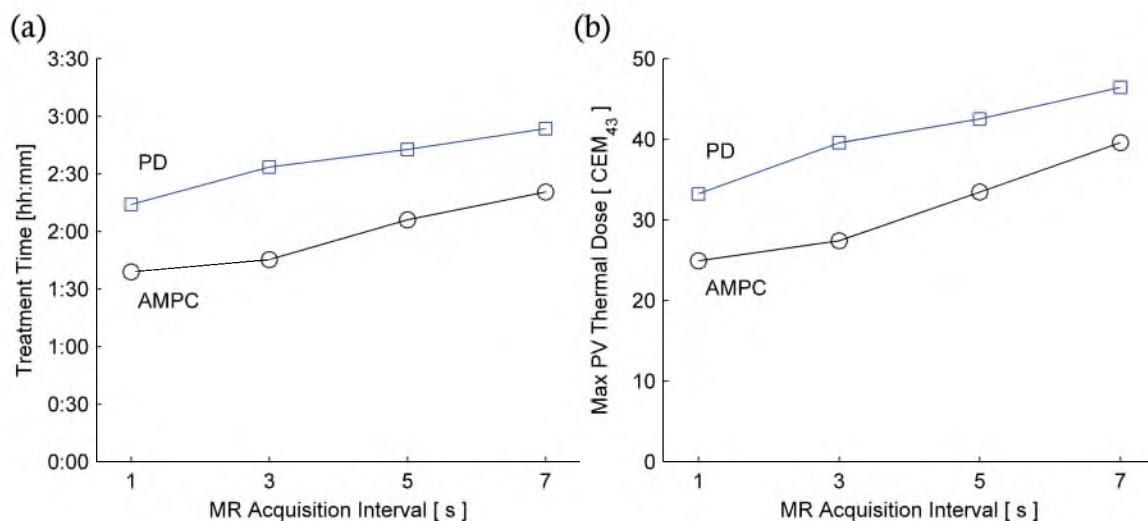 (a)
3:30
3:00
2:30
2:00
1:30
1:00
0:30
0:00
Treatment Time [hh:mm]
PD
AMPC
1 3 5 7
MR Acquisition Interval [ s ]
(b)
50
40
30
20
10
0
Max PV Thermal Dose [ CEM43 ]
PD
AMPC
1 3 5 7
MR Acquisition Interval [ s ]